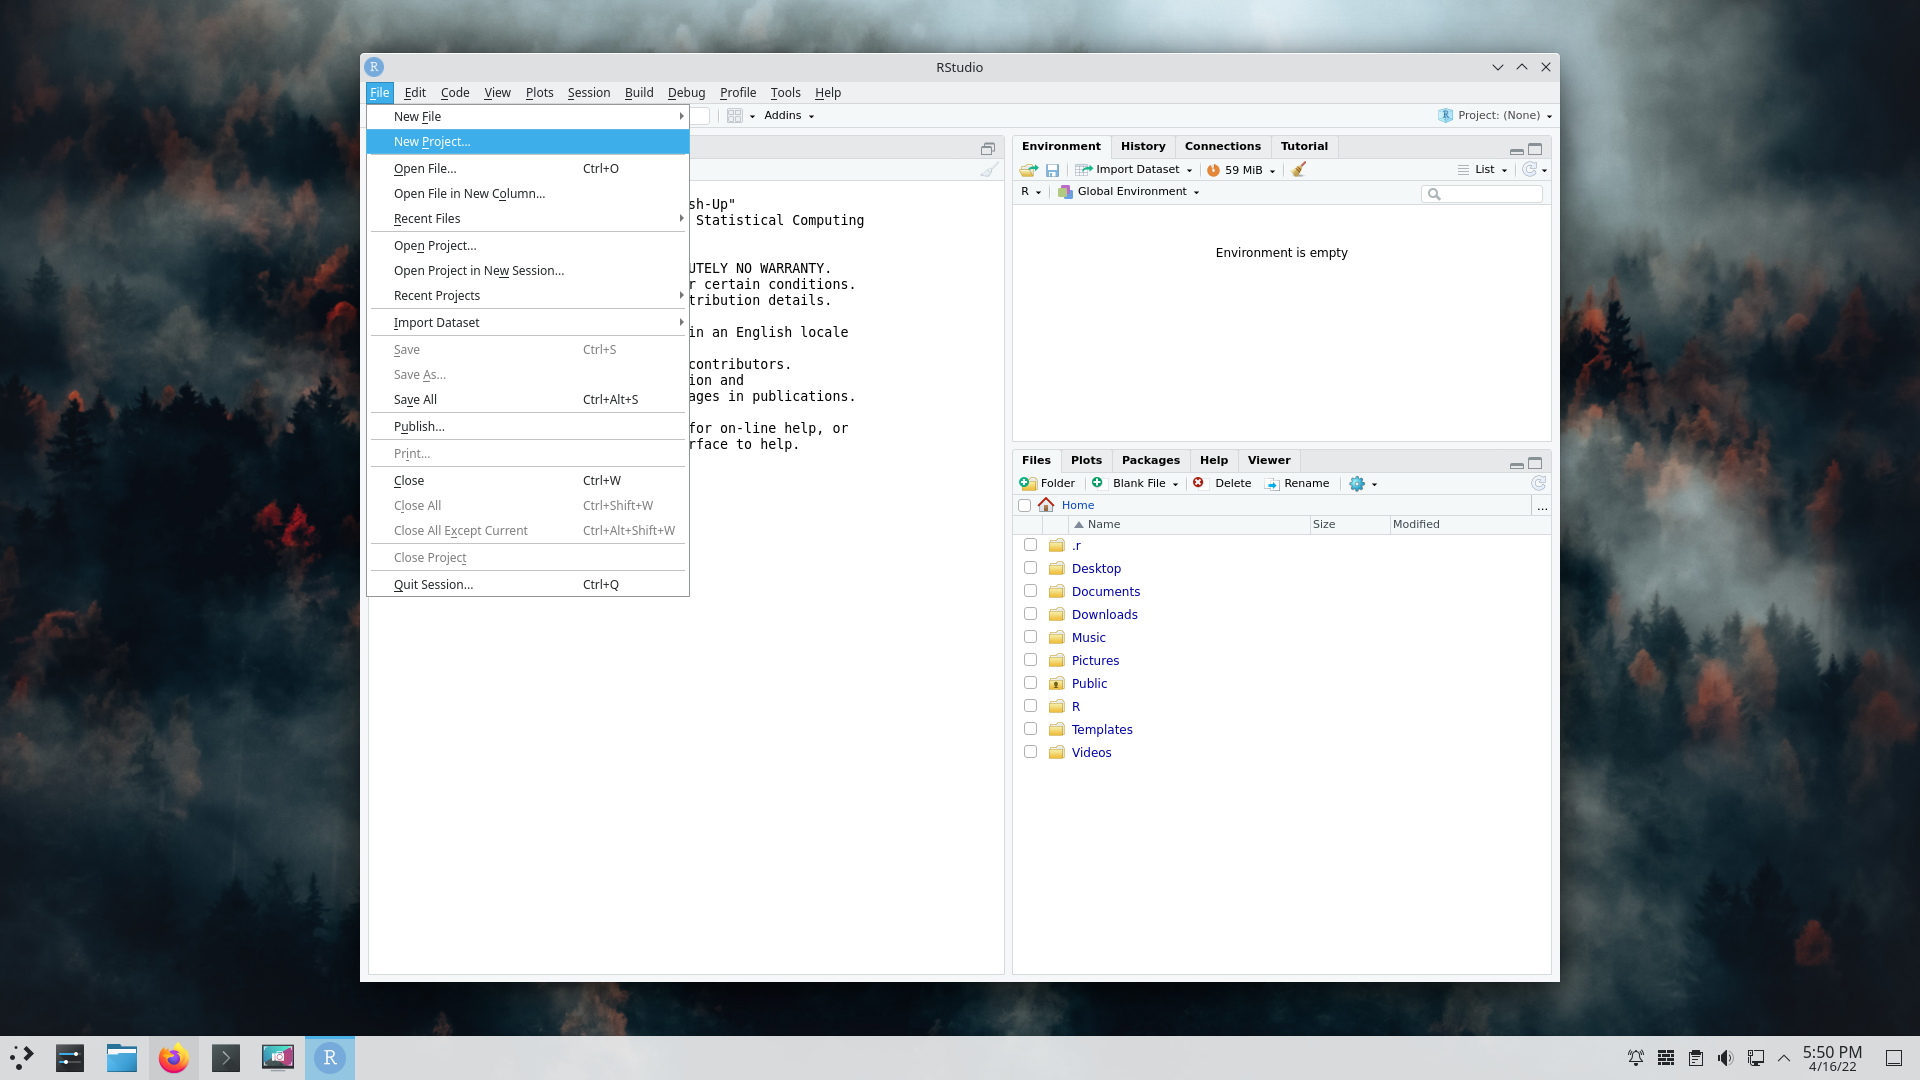 RStudio
File Edit Code View Plots Session Build Debug Profile Tools Help
Addins
Project: (None)
New File
New Project...
Open File... Ctrl+O
Open File in New Column...
Recent Files
Open Project...
Open Project in New Session...
Recent Projects
Import Dataset
Save Ctrl+S
Save As...
Save All Ctrl+Alt+S
Publish...
Print...
Close Ctrl+W
Close All Ctrl+Shift+W
Close All Except Current Ctrl+Alt+Shift+W
Close Project
Quit Session... Ctrl+Q
sh-Up"
Statistical Computing
UTELY NO WARRANTY.
r certain conditions.
tribution details.
in an English locale
contributors.
ion and
ages in publications.
for on-line help, or
rface to help.
Environment History Connections Tutorial
Import Dataset 59 MiB List
R Global Environment
Environment is empty
Files Plots Packages Help Viewer
Folder Blank File Delete Rename
Home ...
Name Size Modified
.r
Desktop
Documents
Downloads
Music
Pictures
Public
R
Templates
Videos
R
5:50 PM
4/16/22